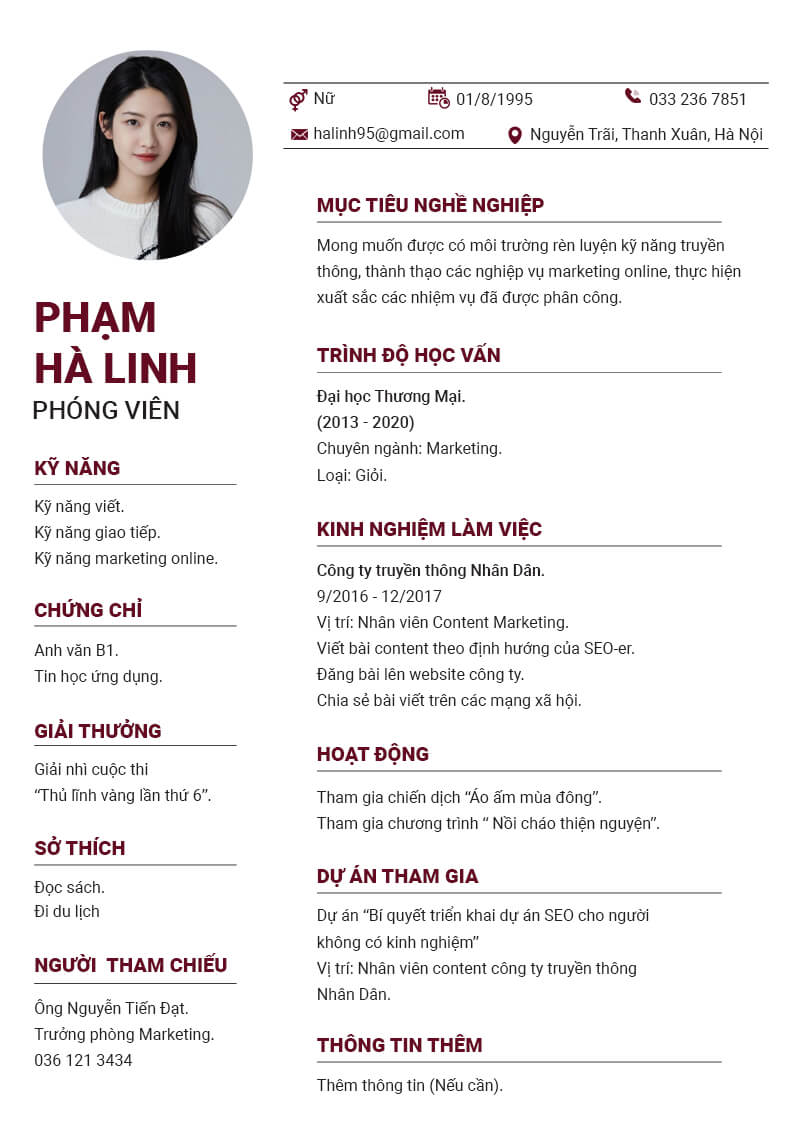 Nữ
01/8/1995
033 236 7851
halinh95@gmail.com
Nguyễn Trãi, Thanh Xuân, Hà Nội
PHẠM
HÀ LINH
PHÓNG VIÊN
KỸ NĂNG
Kỹ năng viết.
Kỹ năng giao tiếp.
Kỹ năng marketing online.
CHỨNG CHỈ
Anh văn B1.
Tin học ứng dụng.
GIẢI THƯỞNG
Giải nhì cuộc thi
“Thủ lĩnh vàng lần thứ 6”.
SỞ THÍCH
Đọc sách.
Đi du lịch
NGƯỜI THAM CHIẾU
Ông Nguyễn Tiến Đạt.
Trưởng phòng Marketing.
036 121 3434
MỤC TIÊU NGHỀ NGHIỆP
Mong muốn được có môi trường rèn luyện kỹ năng truyền
thông, thành thạo các nghiệp vụ marketing online, thực hiện
xuất sắc các nhiệm vụ đã được phân công.
TRÌNH ĐỘ HỌC VẤN
Đại học Thương Mại.
(2013 - 2020)
Chuyên ngành: Marketing.
Loại: Giỏi.
KINH NGHIỆM LÀM VIỆC
Công ty truyền thông Nhân Dân.
9/2016 - 12/2017
Vị trí: Nhân viên Content Marketing.
Viết bài content theo định hướng của SEO-er.
Đăng bài lên website công ty.
Chia sẻ bài viết trên các mạng xã hội.
HOẠT ĐỘNG
Tham gia chiến dịch “Áo ấm mùa đông”.
Tham gia chương trình “ Nồi cháo thiện nguyện”.
DỰ ÁN THAM GIA
Dự án “Bí quyết triển khai dự án SEO cho người
không có kinh nghiệm”
Vị trí: Nhân viên content công ty truyền thông
Nhân Dân.
THÔNG TIN THÊM
Thêm thông tin (Nếu cần).